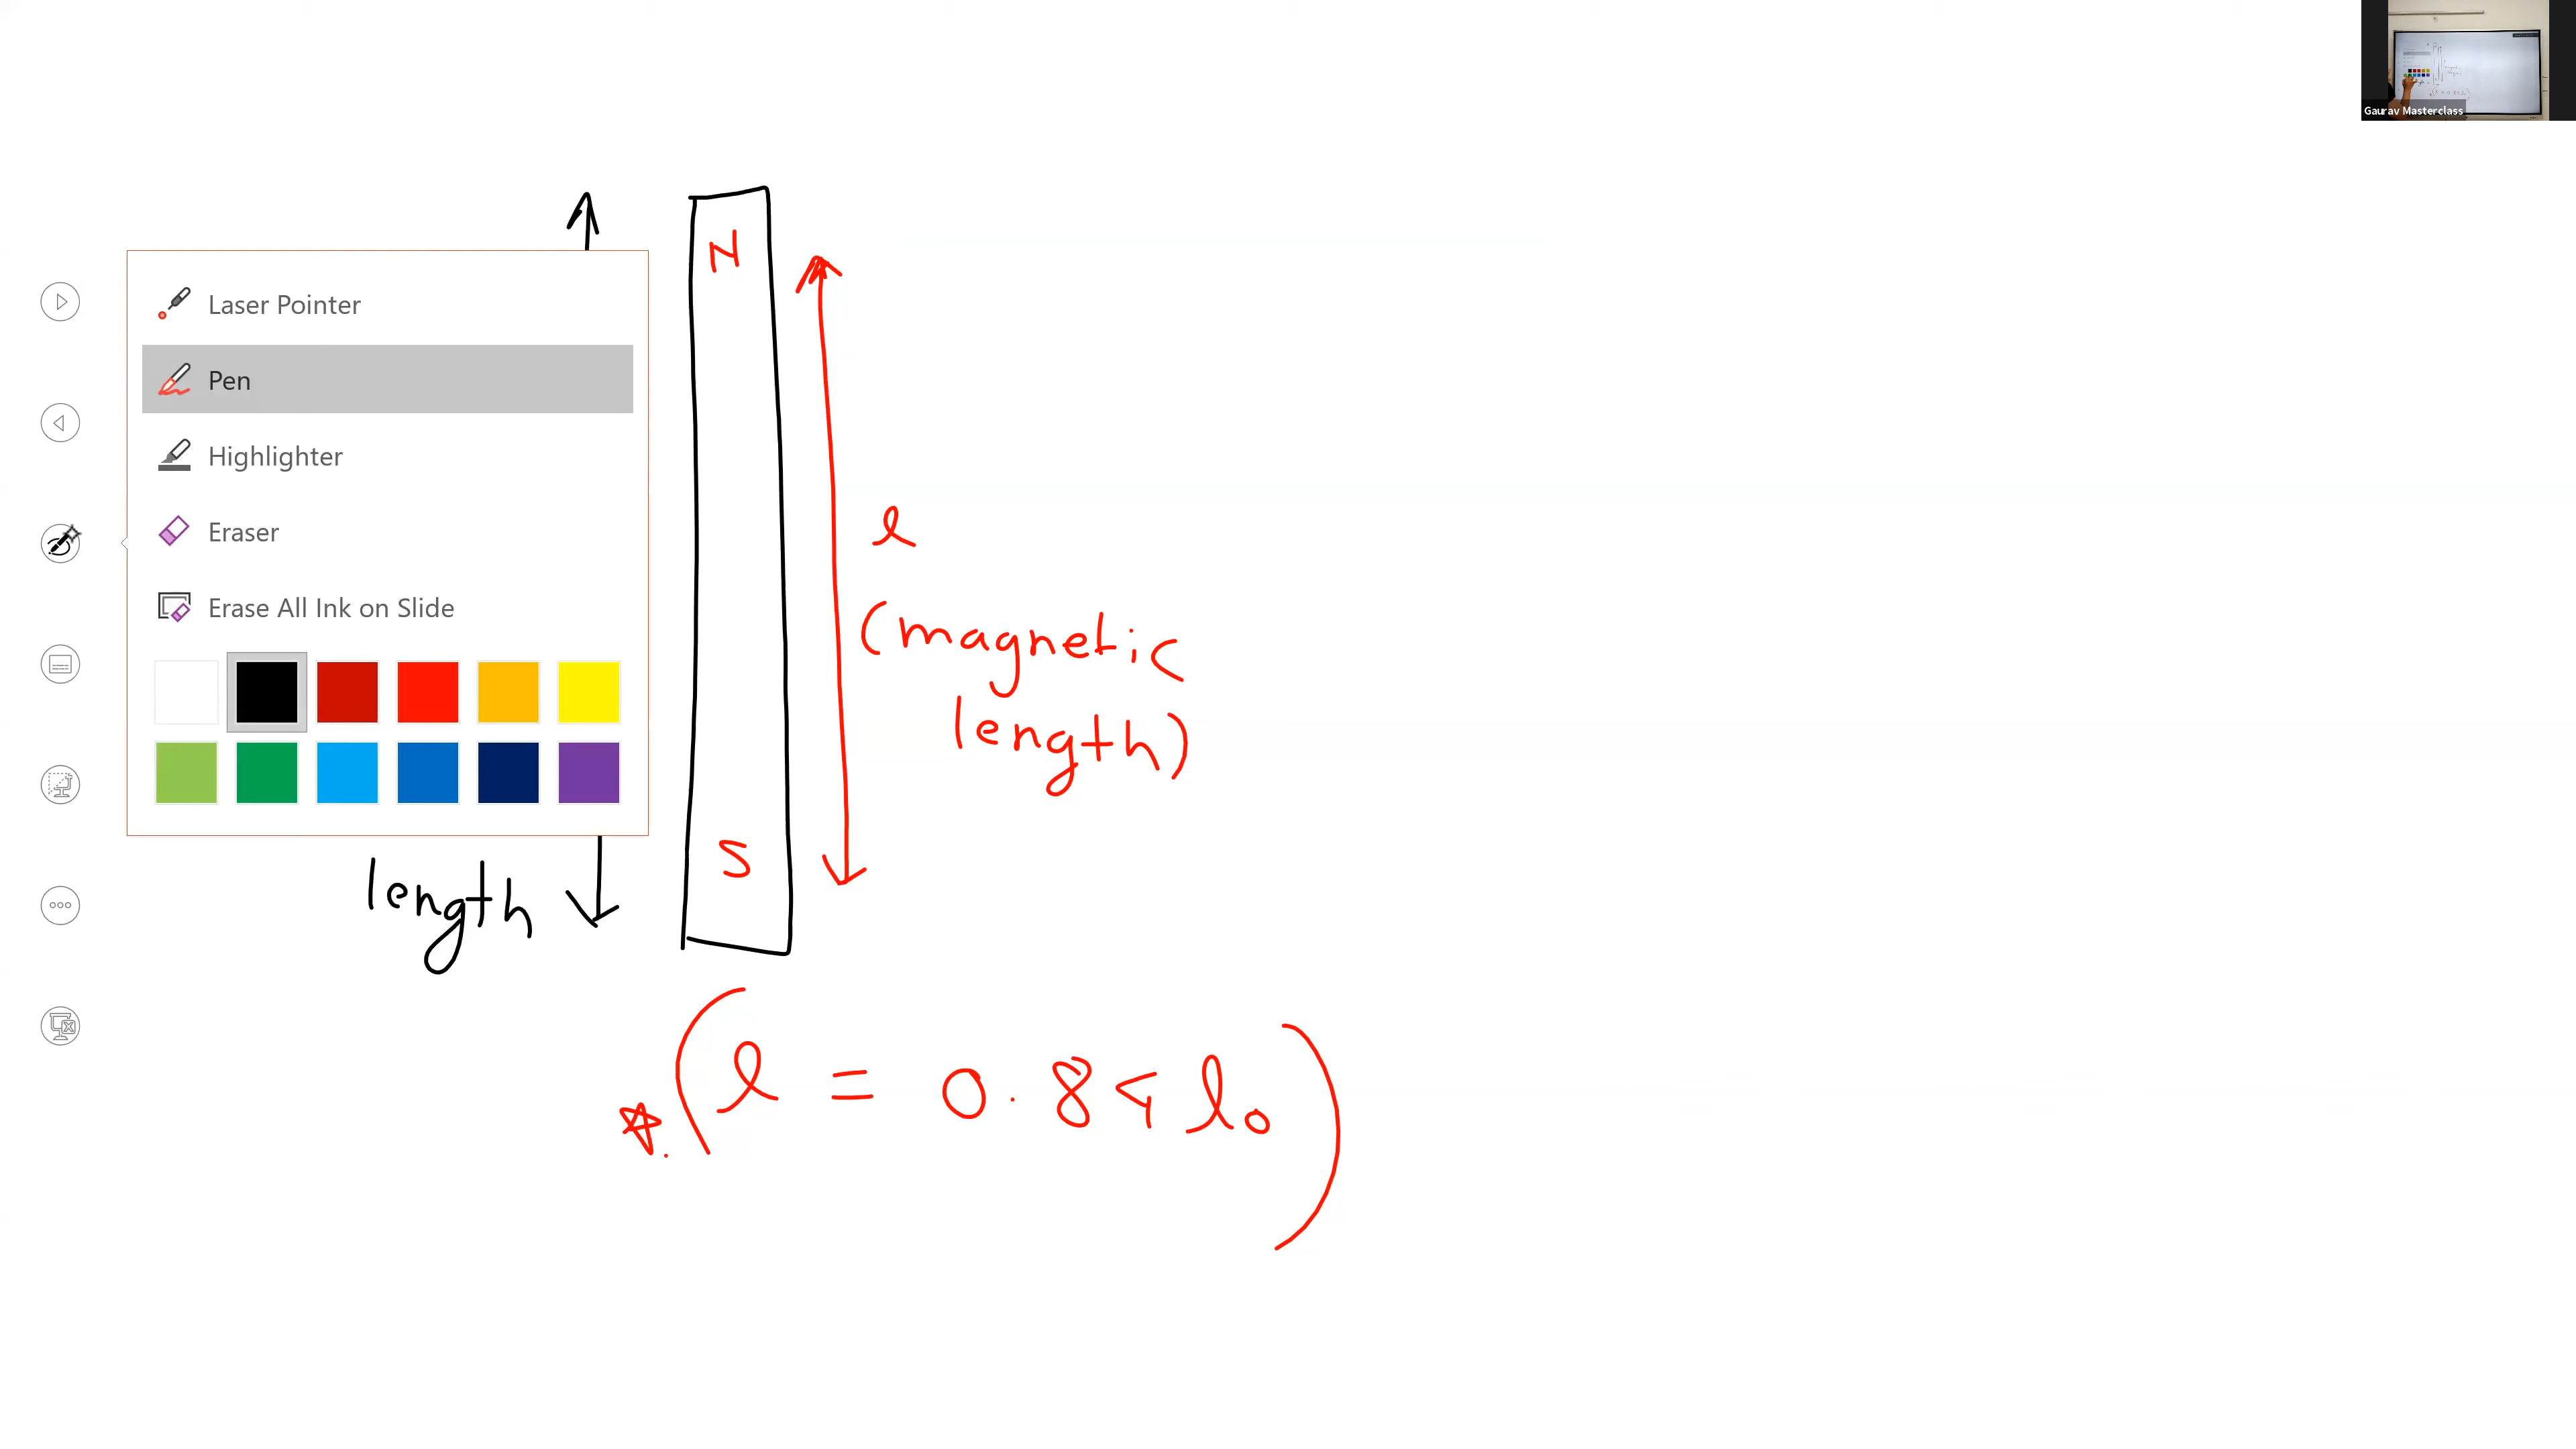 Gaurav Masterclass
Laser Pointer
Pen
Highlighter
Eraser
Erase All Ink on Slide
length
N
S
l
(magnetic
length)
(l = 0.84 l₀)